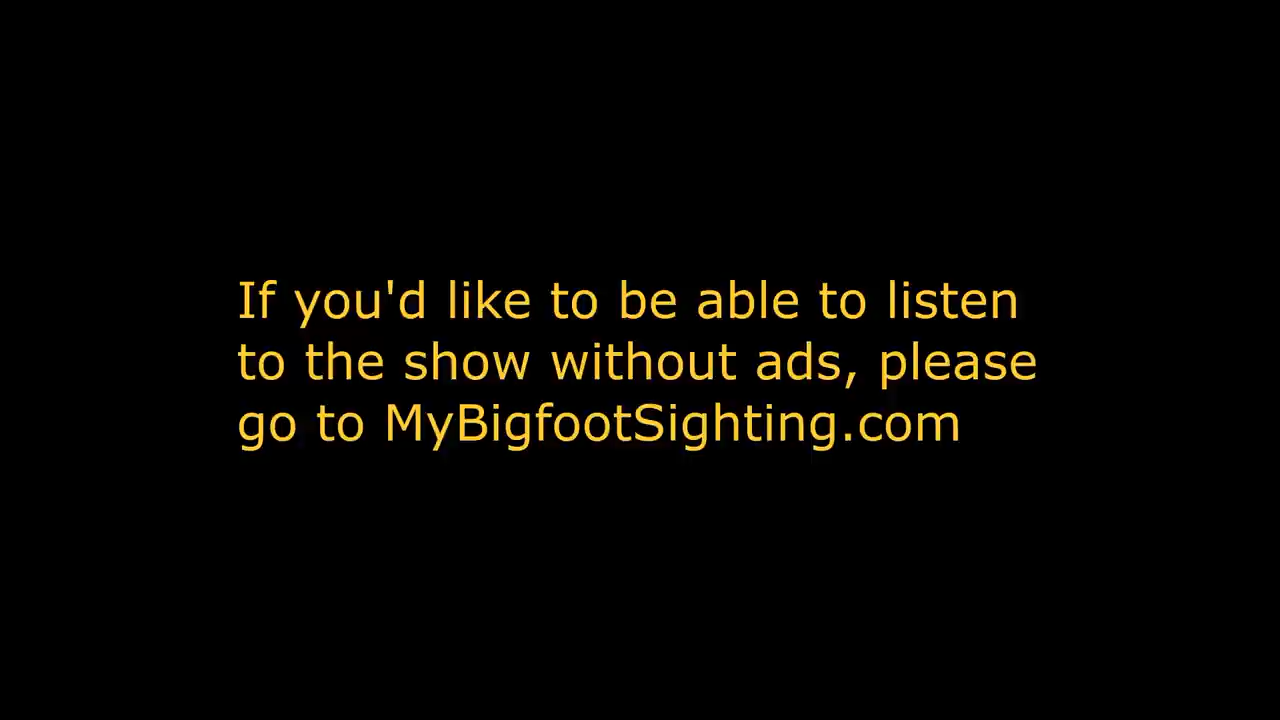 If you'd like to be able to listen
to the show without ads, please
go to MyBigfootSighting.com